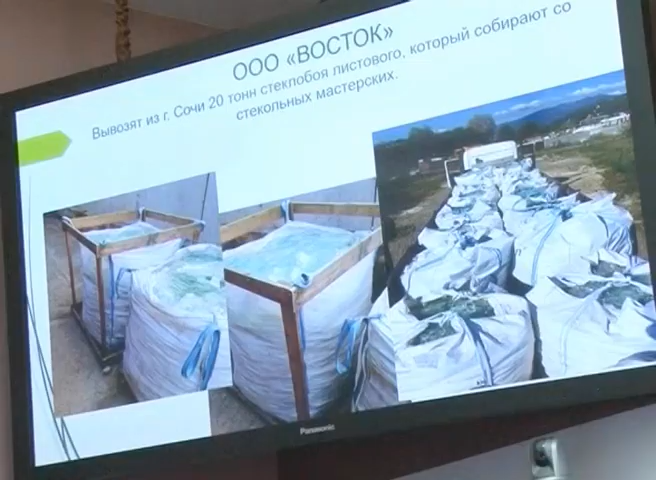 ООО «ВОСТОК»
Вывозят из г. Сочи 20 тонн стеклобоя листового, который собирают со
стекольных мастерских.
Panasonic